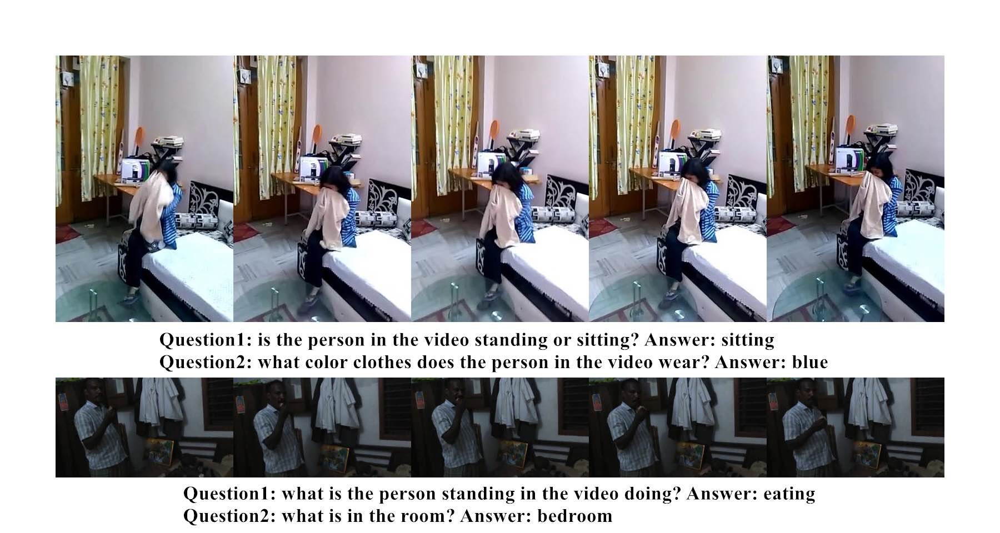 Question1: is the person in the video standing or sitting? Answer: sitting
Question2: what color clothes does the person in the video wear? Answer: blue
Question1: what is the person standing in the video doing? Answer: eating
Question2: what is in the room? Answer: bedroom